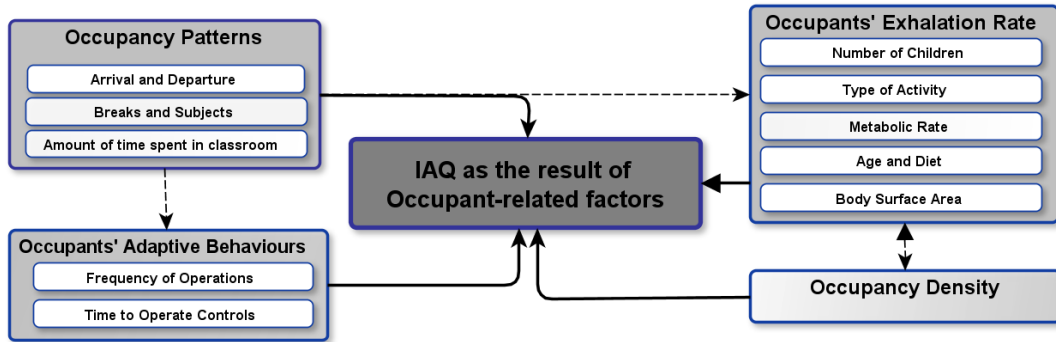 Occupancy Patterns
Arrival and Departure
Breaks and Subjects
Amount of time spent in classroom
Occupants' Adaptive Behaviours
Frequency of Operations
Time to Operate Controls
IAQ as the result of
Occupant-related factors
Occupants' Exhalation Rate
Number of Children
Type of Activity
Metabolic Rate
Age and Diet
Body Surface Area
Occupancy Density